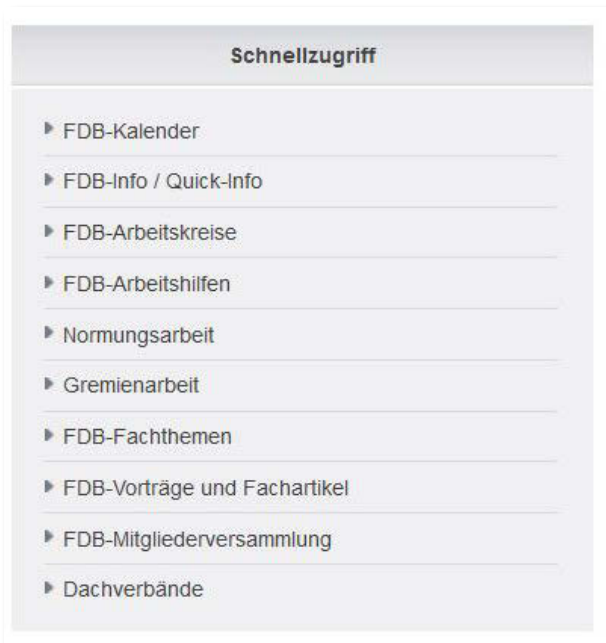 Schnellzugriff
FDB-Kalender
FDB-Info / Quick-Info
FDB-Arbeitskreise
FDB-Arbeitshilfen
Normungsarbeit
Gremienarbeit
FDB-Fachthemen
FDB-Vorträge und Fachartikel
FDB-Mitgliederversammlung
Dachverbände